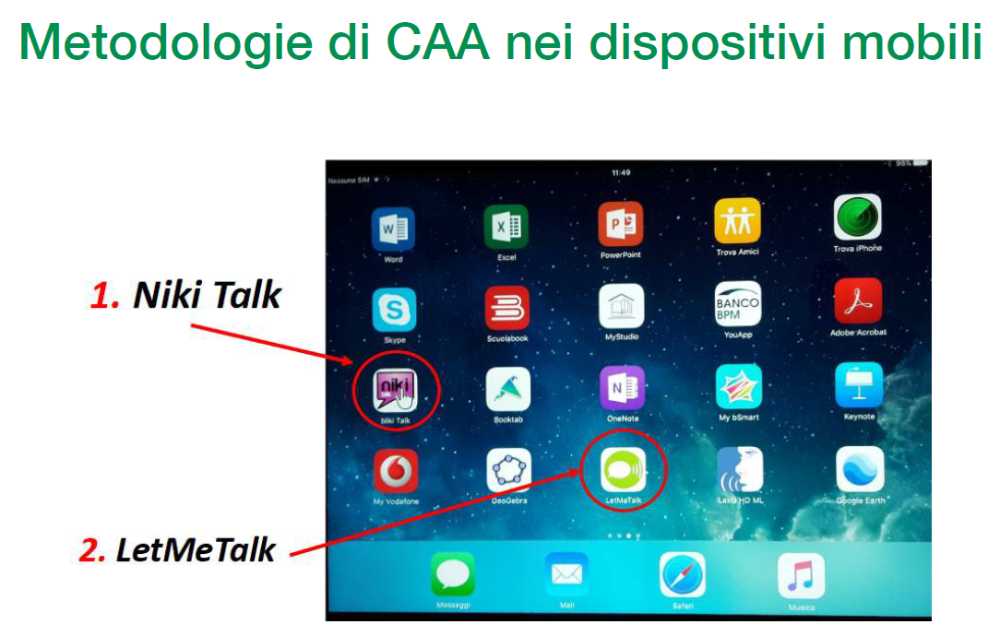 Metodologie di CAA nei dispositivi mobili
Nessuna SIM 11:49 98%
W X P
Word Excel PowerPoint Trova Amici Trova iPhone
1. Niki Talk
S BANCO BPM
Skype Scuolabook MyStudio YouApp Adobe Acrobat
niki N
Niki Talk Booktab OneNote My bSmart Keynote
My Vodafone GeoGebra LetMeTalk iLexia HD ML Google Earth
2. LetMeTalk
Messaggi Mail Safari Musica